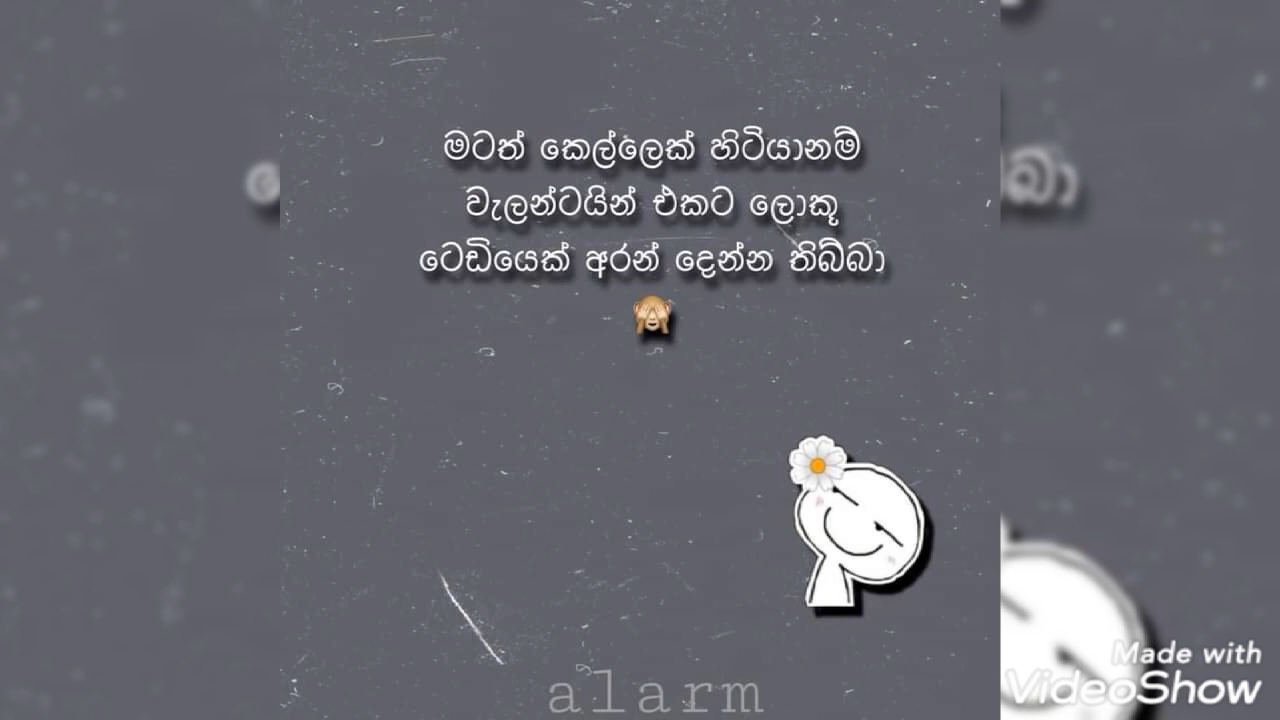 මටත් කෙල්ලෙක් හිටියානම්
වැලන්ටයින් එකට ලොකූ
ටෙඩියෙක් අරන් දෙන්න තිබ්බා
🙈
alarm
Made with
VideoShow